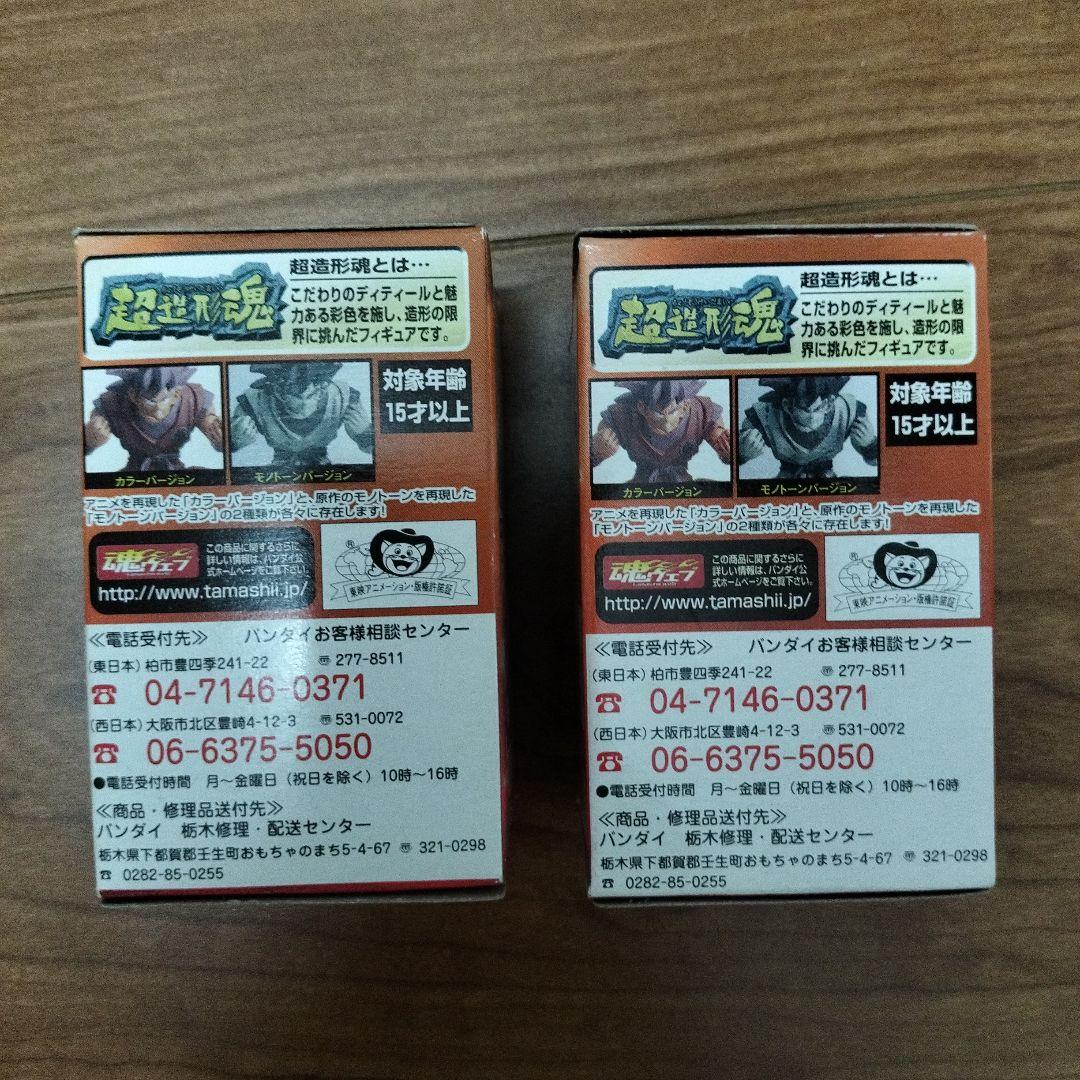 超造形魂
超造形魂とは…
こだわりのディティールと魅
力ある彩色を施し、造形の限
界に挑んだフィギュアです。
カラーバージョン
モノトーンバージョン
対象年齢
15才以上
アニメを再現した「カラーバージョン」と、原作のモノトーンを再現した
「モノトーンバージョン」の2種類が各々に存在します!
魂ウェブ
この商品に関するさらに
詳しい情報は、バンダイ公
式ホームページをご覧下さい。
http://www.tamashii.jp/
®
東映アニメーション・版権許諾証
≪電話受付先≫ バンダイお客様相談センター
(東日本) 柏市豊四季241-22 〠277-8511
☎ 04-7146-0371
(西日本) 大阪市北区豊崎4-12-3 〠531-0072
☎ 06-6375-5050
●電話受付時間 月〜金曜日(祝日を除く)10時〜16時
≪商品・修理品送付先≫
バンダイ 栃木修理・配送センター
栃木県下都賀郡壬生町おもちゃのまち5-4-67 〠321-0298
☎ 0282-85-0255
超造形魂
超造形魂とは…
こだわりのディティールと魅
力ある彩色を施し、造形の限
界に挑んだフィギュアです。
カラーバージョン
モノトーンバージョン
対象年齢
15才以上
アニメを再現した「カラーバージョン」と、原作のモノトーンを再現した
「モノトーンバージョン」の2種類が各々に存在します!
魂ウェブ
この商品に関するさらに
詳しい情報は、バンダイ公
式ホームページをご覧下さい。
http://www.tamashii.jp/
®
東映アニメーション・版権許諾証
≪電話受付先≫ バンダイお客様相談センター
(東日本) 柏市豊四季241-22 〠277-8511
☎ 04-7146-0371
(西日本) 大阪市北区豊崎4-12-3 〠531-0072
☎ 06-6375-5050
●電話受付時間 月〜金曜日(祝日を除く)10時〜16時
≪商品・修理品送付先≫
バンダイ 栃木修理・配送センター
栃木県下都賀郡壬生町おもちゃのまち5-4-67 〠321-0298
☎ 0282-85-0255